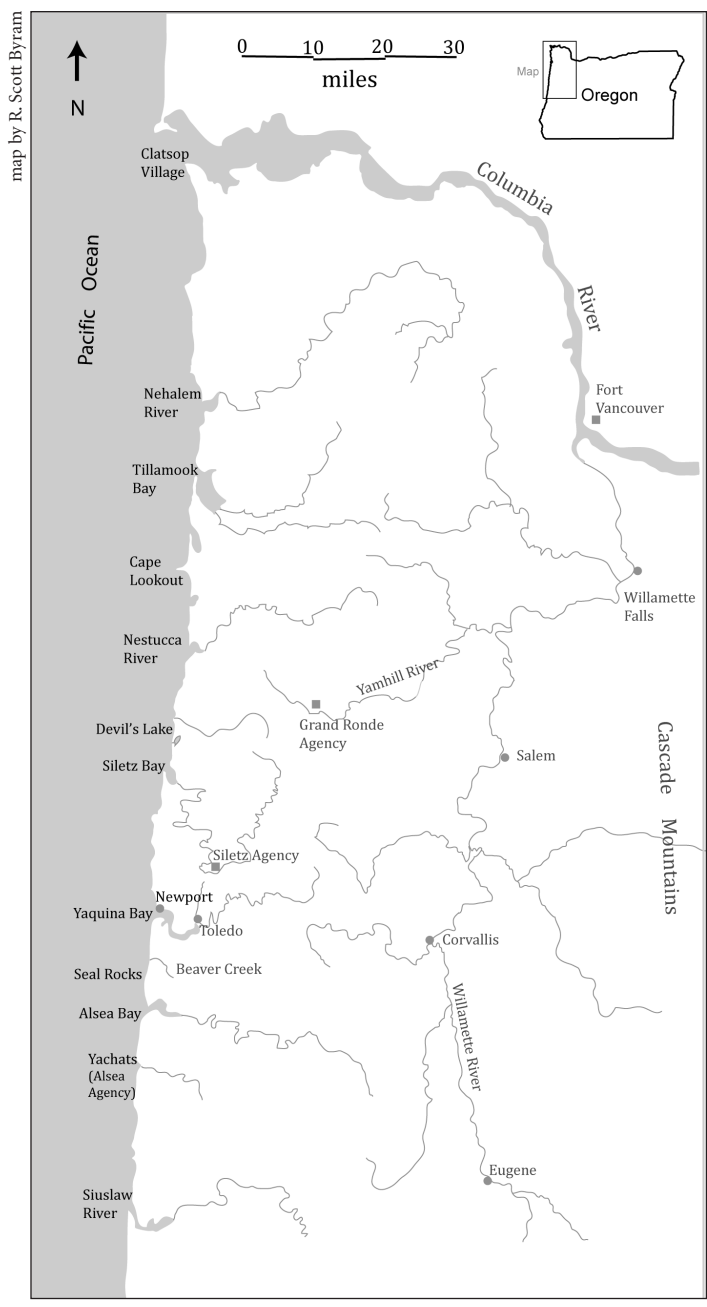 map by R. Scott Byram
N
0 10 20 30
miles
Map
Oregon
Clatsop
Village
Columbia
River
Pacific Ocean
Fort
Vancouver
Nehalem
River
Tillamook
Bay
Cape
Lookout
Willamette
Falls
Nestucca
River
Yamhill River
Grand Ronde
Agency
Devil's Lake
Siletz Bay
Salem
Cascade Mountains
Siletz Agency
Newport
Yaquina Bay
Toledo
Corvallis
Seal Rocks
Beaver Creek
Alsea Bay
Willamette River
Yachats
(Alsea
Agency)
Eugene
Siuslaw
River